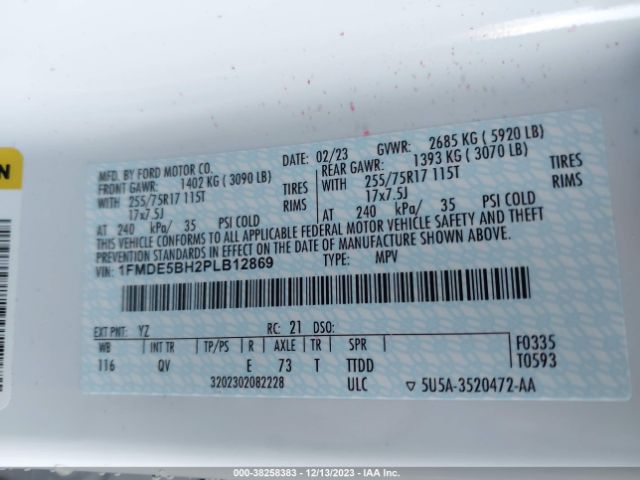 N
MFD. BY FORD MOTOR CO.
DATE: 02/23 GVWR: 2685 KG ( 5920 LB)
FRONT GAWR: 1402 KG ( 3090 LB) REAR GAWR: 1393 KG ( 3070 LB)
WITH 255/75R17 115T TIRES WITH 255/75R17 115T TIRES
17x7.5J RIMS 17x7.5J RIMS
AT 240 kPa/ 35 PSI COLD AT 240 kPa/ 35 PSI COLD
THIS VEHICLE CONFORMS TO ALL APPLICABLE FEDERAL MOTOR VEHICLE SAFETY AND THEFT
PREVENTION STANDARDS IN EFFECT ON THE DATE OF MANUFACTURE SHOWN ABOVE.
VIN: 1FMDE5BH2PLB12869 TYPE: MPV
EXT PNT: YZ RC: 21 DSO:
WB INT TR TP/PS R AXLE TR SPR F0335
116 QV E 73 T TTDD T0593
3202302082228 ULC ▽ 5U5A-3520472-AA
000-38258383 | 12/13/2023 - IAAI.COM